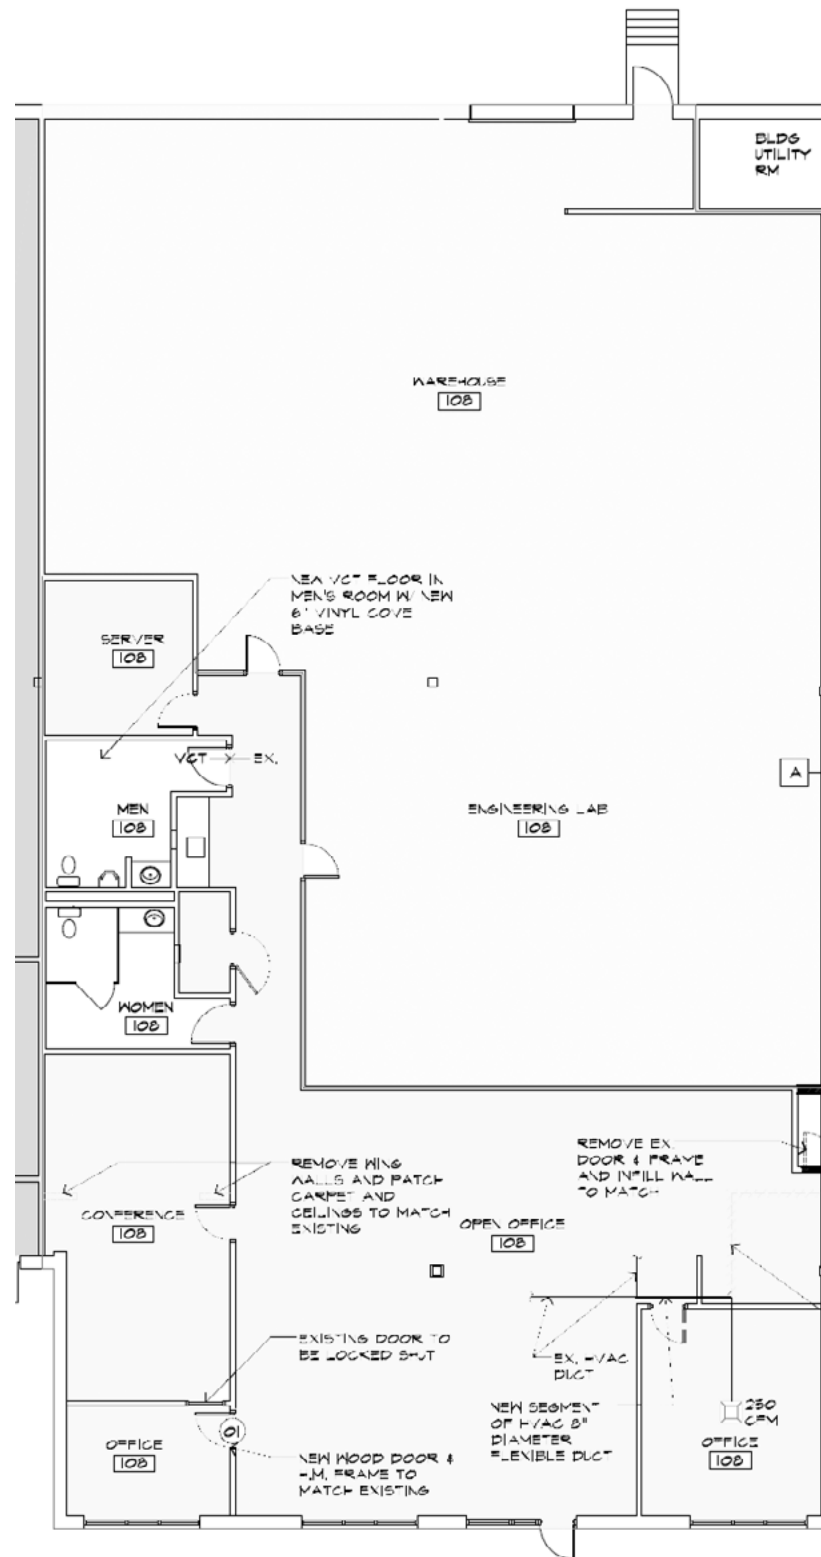 BLDG
UTILITY
RM
WAREHOUSE
108
NEW VCT FLOOR IN
MEN'S ROOM W/ NEW
6" VINYL COVE
BASE
SERVER
108
VCT
EX.
A
MEN
108
ENGINEERING LAB
108
WOMEN
108
REMOVE EX.
DOOR & FRAME
AND INFILL WALL
TO MATCH
REMOVE WING
WALLS AND PATCH
CARPET AND
CEILINGS TO MATCH
EXISTING
CONFERENCE
108
OPEN OFFICE
108
EXISTING DOOR TO
BE LOCKED SHUT
EX. HVAC
DUCT
NEW SEGMENT
OF HVAC 8"
DIAMETER
FLEXIBLE DUCT
230
CFM
OFFICE
108
01
OFFICE
108
NEW WOOD DOOR &
H.M. FRAME TO
MATCH EXISTING